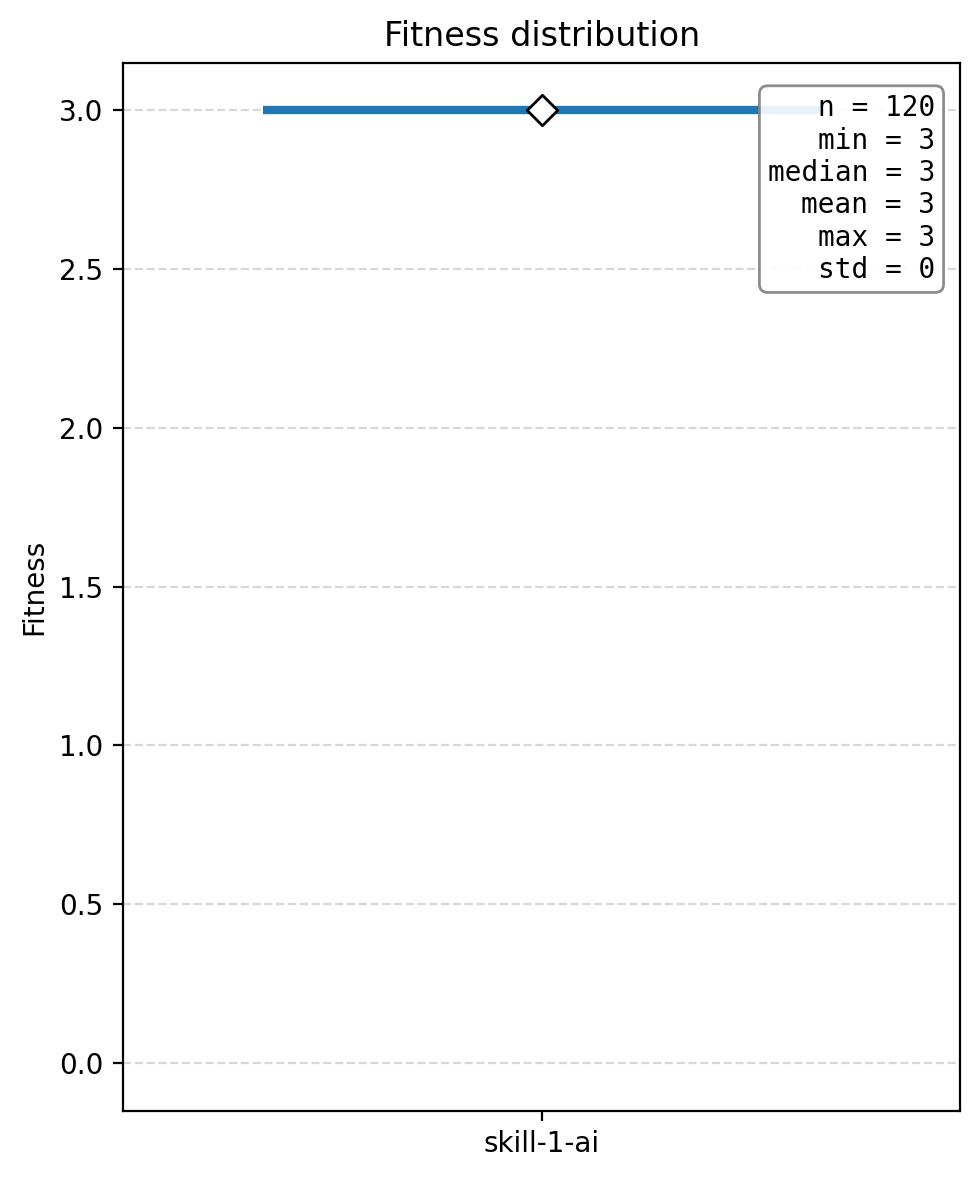 Fitness distribution
n = 120
min = 3
median = 3
mean = 3
max = 3
std = 0
3.0
2.5
2.0
1.5
1.0
0.5
0.0
Fitness
skill-1-ai